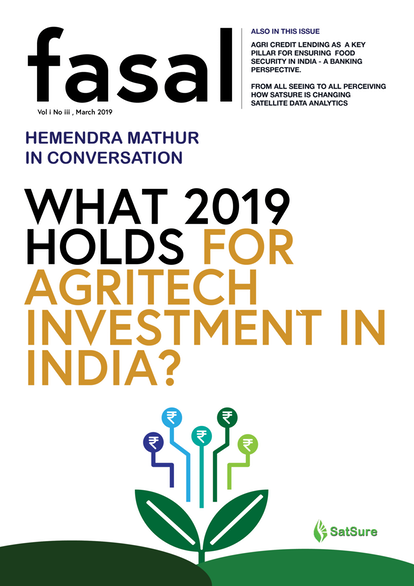 fasal
Vol i No iii , March 2019
ALSO IN THIS ISSUE
AGRI CREDIT LENDING AS A KEY
PILLAR FOR ENSURING FOOD
SECURITY IN INDIA - A BANKING
PERSPECTIVE.
FROM ALL SEEING TO ALL PERCEIVING
HOW SATSURE IS CHANGING
SATELLITE DATA ANALYTICS
HEMENDRA MATHUR
IN CONVERSATION
WHAT 2019
HOLDS FOR
AGRITECH
INVESTMENT IN
INDIA?
₹
₹
₹
₹
₹
SatSure